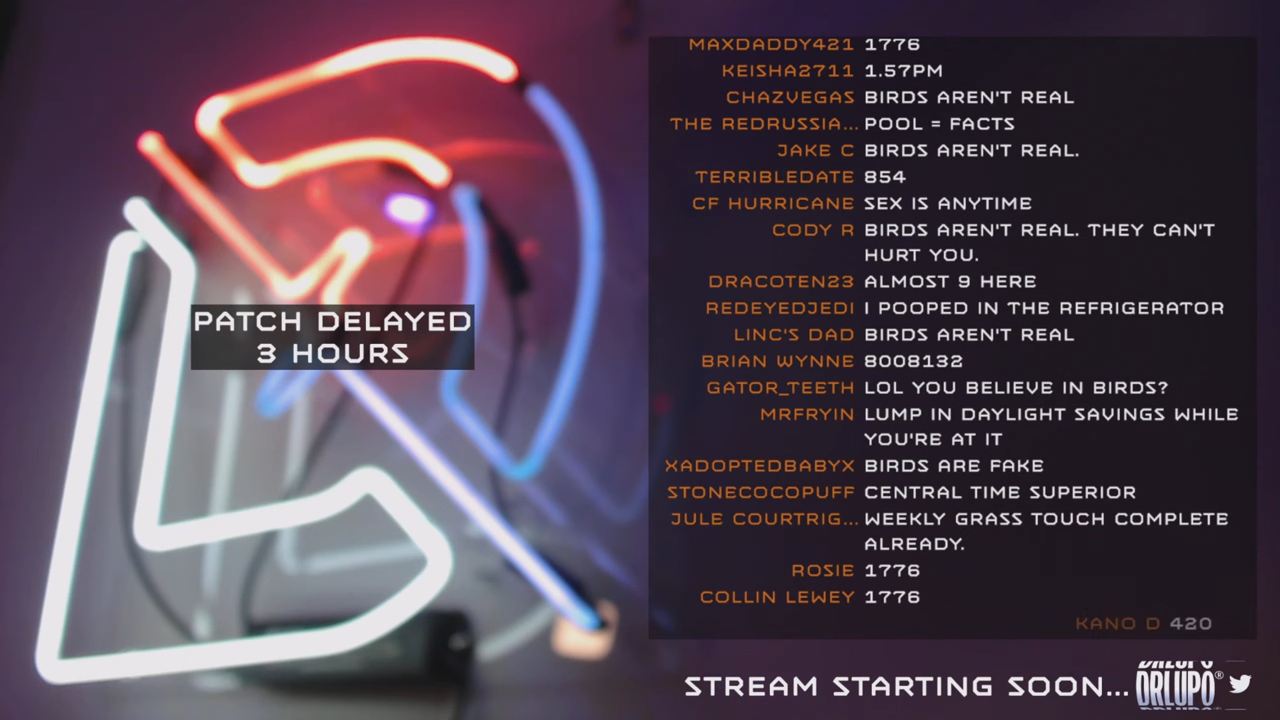 PATCH DELAYED
3 HOURS
MAXDADDY421 1776
KEISHA2711 1.57PM
CHAZVEGAS BIRDS AREN'T REAL
THE REDRUSSIA... POOL = FACTS
JAKE C BIRDS AREN'T REAL.
TERRIBLEDATE 854
CF HURRICANE SEX IS ANYTIME
CODY R BIRDS AREN'T REAL. THEY CAN'T
HURT YOU.
DRACOTEN23 ALMOST 9 HERE
REDEYEDJEDI I POOPED IN THE REFRIGERATOR
LINC'S DAD BIRDS AREN'T REAL
BRIAN WYNNE 8008132
GATOR_TEETH LOL YOU BELIEVE IN BIRDS?
MRFRYIN LUMP IN DAYLIGHT SAVINGS WHILE
YOU'RE AT IT
XADOPTEDBABYX BIRDS ARE FAKE
STONECOCOPUFF CENTRAL TIME SUPERIOR
JULE COURTRIG... WEEKLY GRASS TOUCH COMPLETE
ALREADY.
ROSIE 1776
COLLIN LEWEY 1776
KANO D 420
STREAM STARTING SOON... DRLUPO®